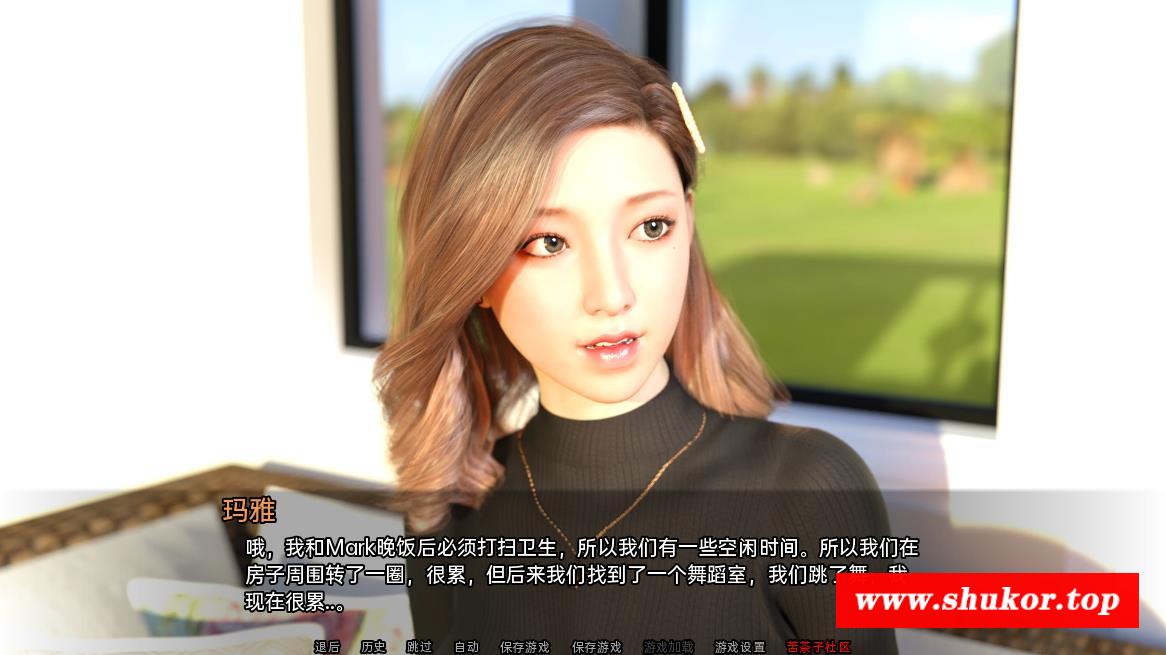 玛雅
哦，我和Mark晚饭后必须打扫卫生，所以我们有一些空闲时间。所以我们在
房子周围转了一圈，很累，但后来我们找到了一个舞蹈室，我们跳了舞，我
现在很累..。
www.shukor.top
退后 历史 跳过 自动 保存游戏 保存游戏 游戏加载 游戏设置 苦茶子社区